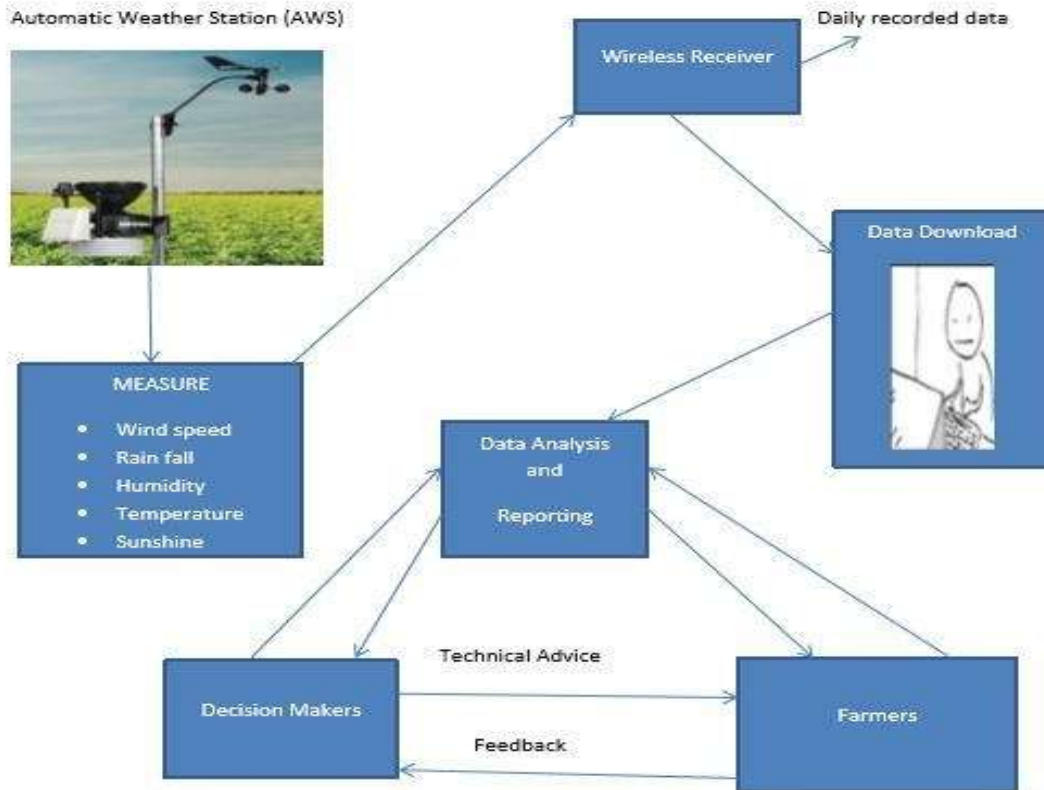 Automatic Weather Station (AWS)
Daily recorded data
Wireless Receiver
Data Download
MEASURE
• Wind speed
• Rain fall
• Humidity
• Temperature
• Sunshine
Data Analysis
and
Reporting
Technical Advice
Decision Makers
Farmers
Feedback